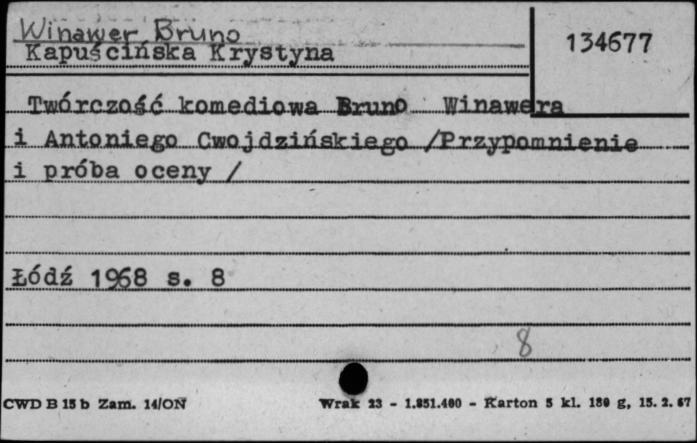 Winawer Bruno
Kapuścińska Krystyna
134677
Twórczość komediowa Bruno Winawera
i Antoniego Cwojdzińskiego /Przypomnienie
i próba oceny /
Łódź 1968 s. 8
8
CWD B 15 b Zam. 14/ON Wrak 23 - 1.851.400 - Karton 5 kl. 180 g, 15. 2. 67